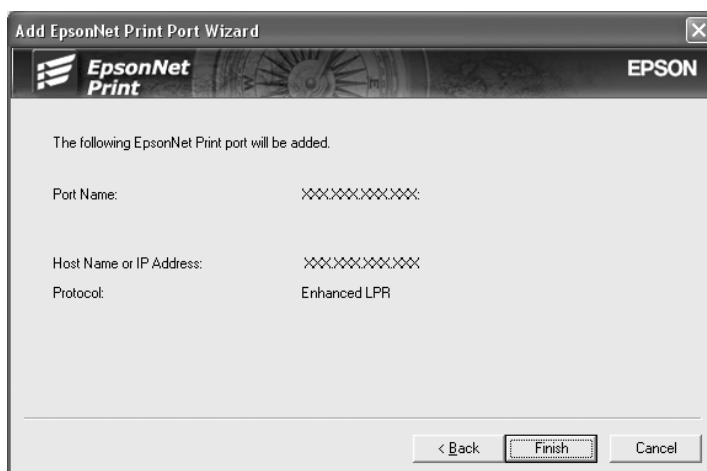 Add EpsonNet Print Port Wizard
EpsonNet
Print
EPSON
The following EpsonNet Print port will be added.
Port Name: XXX.XXX.XXX.XXX:
Host Name or IP Address: XXX.XXX.XXX.XXX
Protocol: Enhanced LPR
< Back Finish Cancel